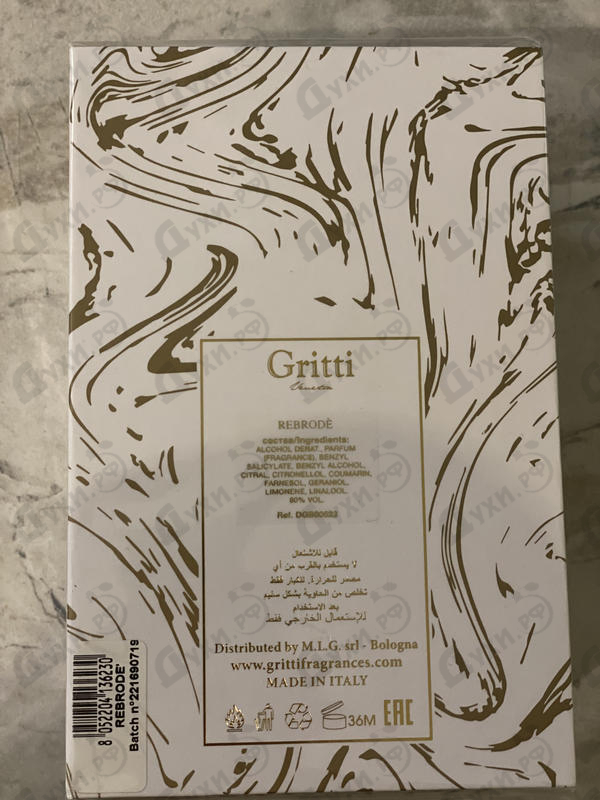 Gritti
Venetia
REBRODÈ
состав/Ingredients:
ALCOHOL DENAT., PARFUM
(FRAGRANCE), BENZYL
SALICYLATE, BENZYL ALCOHOL,
CITRAL, CITRONELLOL, COUMARIN,
FARNESOL, GERANIOL,
LIMONENE, LINALOOL.
80% VOL.
Ref.
قابل للاشتعال
لا يستخدم بالقرب من أي
مصدر للحرارة. للكبار فقط
تخلص من الحاوية بشكل سليم
بعد الاستخدام
للإستعمال الخارجي فقط
Distributed by M.L.G. srl - Bologna
www.grittifragrances.com
MADE IN ITALY
36M EAC
8 052204 136230
REBRODE'
Batch n°221690719
Духи.рф